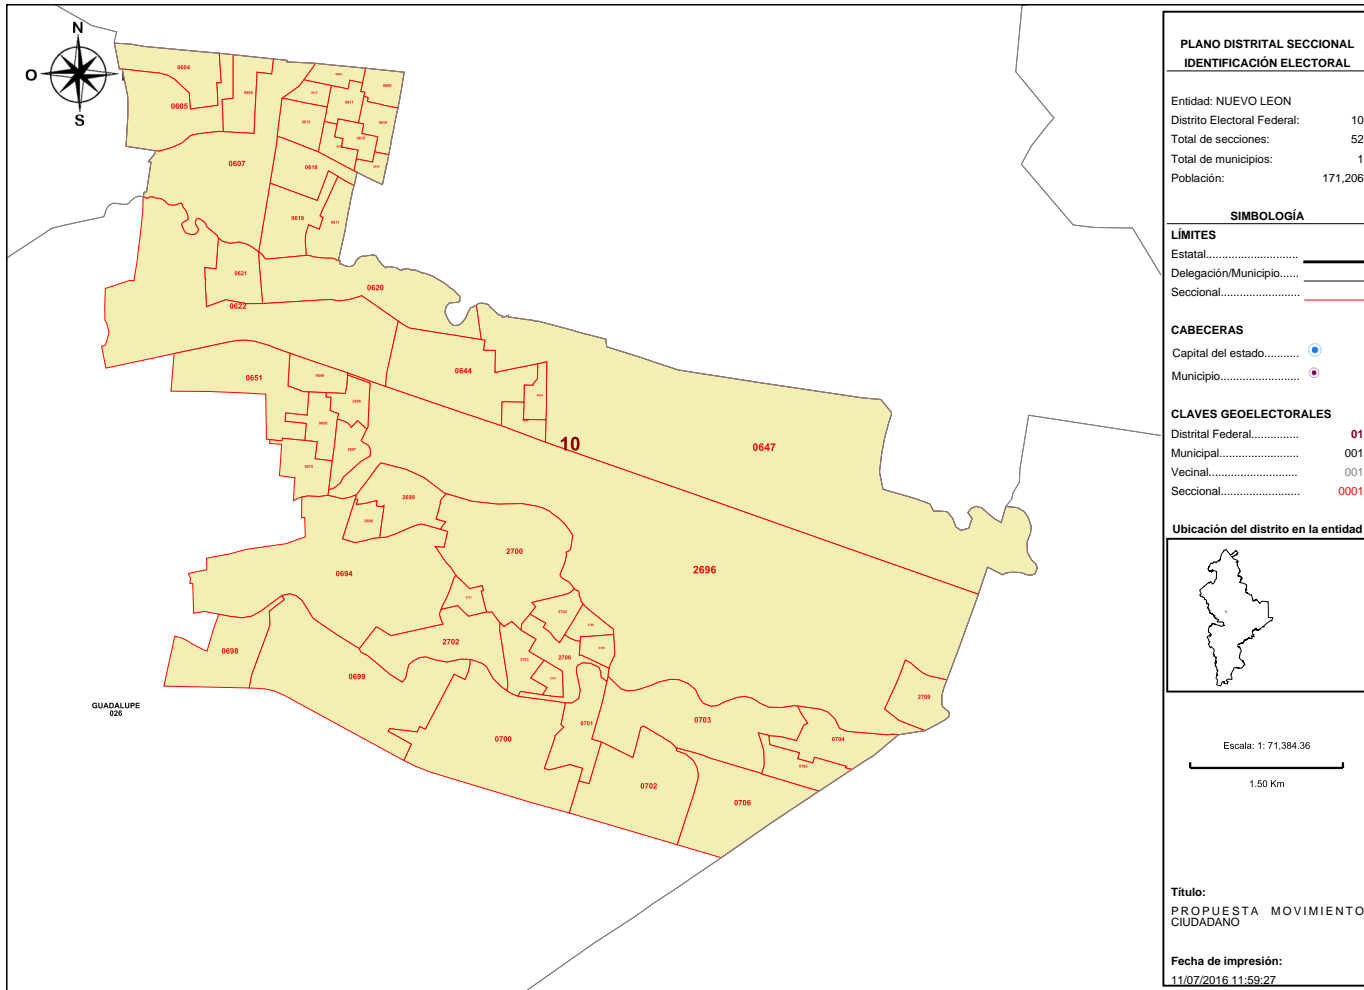 N
O
S
0604
0605
0607
0618
0619
0617
0621
0620
0622
0644
0651
10
0647
2699
2700
2696
0694
2702
2706
0698
0699
0700
0701
0703
0704
2709
0702
0706
GUADALUPE
026
PLANO DISTRITAL SECCIONAL
IDENTIFICACIÓN ELECTORAL
Entidad: NUEVO LEON
Distrito Electoral Federal: 10
Total de secciones: 52
Total de municipios: 1
Población: 171,206
SIMBOLOGÍA
LÍMITES
Estatal............................
Delegación/Municipio......
Seccional........................
CABECERAS
Capital del estado...........
Municipio........................
CLAVES GEOELECTORALES
Distrital Federal.............. 01
Municipal........................ 001
Vecinal........................... 001
Seccional........................ 0001
Ubicación del distrito en la entidad
Escala: 1: 71,384.36
1.50 Km
Título:
PROPUESTA MOVIMIENTO
CIUDADANO
Fecha de impresión:
11/07/2016 11:59:27